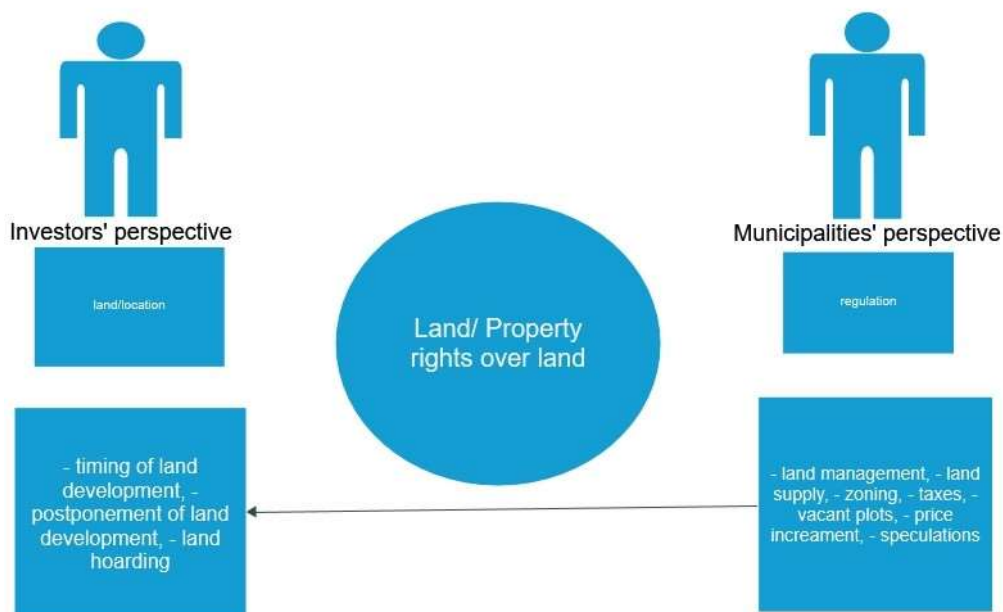 Investors' perspective
Municipalities' perspective
land/location
regulation
Land/ Property
rights over land
- timing of land
development, -
postponement of land
development, - land
hoarding
- land management, - land
supply, - zoning, - taxes, -
vacant plots, - price
increament, - speculations